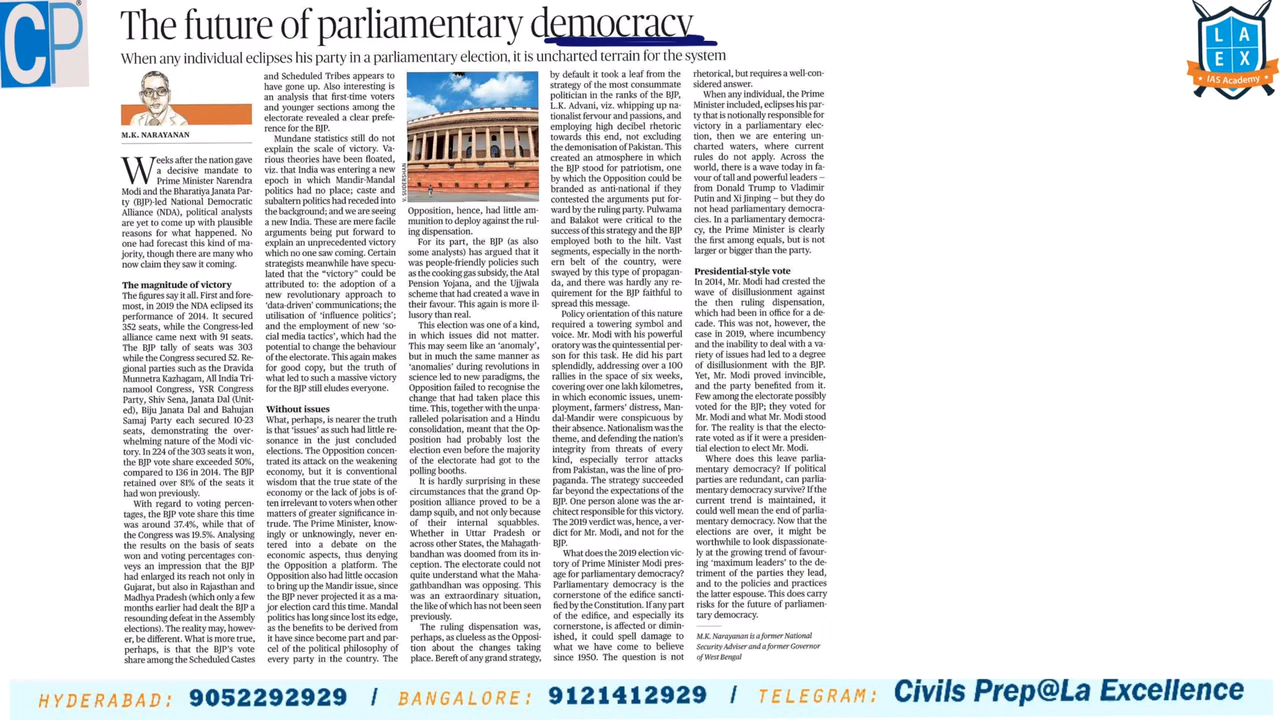 CP
®
The future of parliamentary democracy
When any individual eclipses his party in a parliamentary election, it is uncharted terrain for the system
L A
E X
IAS Academy
M.K. NARAYANAN
Weeks after the nation gave
a decisive mandate to
Prime Minister Narendra
Modi and the Bharatiya Janata Par-
ty (BJP)-led National Democratic
Alliance (NDA), political analysts
are yet to come up with plausible
reasons for what happened. No
one had forecast this kind of ma-
jority, though there are many who
now claim they saw it coming.
The magnitude of victory
The figures say it all. First and fore-
most, in 2019 the NDA eclipsed its
performance of 2014. It secured
352 seats, while the Congress-led
alliance came next with 91 seats.
The BJP tally of seats was 303
while the Congress secured 52. Re-
gional parties such as the Dravida
Munnetra Kazhagam, All India Tri-
namool Congress, YSR Congress
Party, Shiv Sena, Janata Dal (Unit-
ed), Biju Janata Dal and Bahujan
Samaj Party each secured 10-23
seats, demonstrating the over-
whelming nature of the Modi vic-
tory. In 224 of the 303 seats it won,
the BJP vote share exceeded 50%,
compared to 136 in 2014. The BJP
retained over 81% of the seats it
had won previously.
With regard to voting percen-
tages, the BJP vote share this time
was around 37.4%, while that of
the Congress was 19.5%. Analysing
the results on the basis of seats
won and voting percentages con-
veys an impression that the BJP
had enlarged its reach not only in
Gujarat, but also in Rajasthan and
Madhya Pradesh (which only a few
months earlier had dealt the BJP a
resounding defeat in the Assembly
elections). The reality may, howev-
er, be different. What is more true,
perhaps, is that the BJP's vote
share among the Scheduled Castes
and Scheduled Tribes appears to
have gone up. Also interesting is
an analysis that first-time voters
and younger sections among the
electorate revealed a clear prefe-
rence for the BJP.
Mundane statistics still do not
explain the scale of victory. Va-
rious theories have been floated,
viz. that India was entering a new
epoch in which Mandir-Mandal
politics had no place; caste and
subaltern politics had receded into
the background; and we are seeing
a new India. These are mere facile
arguments being put forward to
explain an unprecedented victory
which no one saw coming. Certain
strategists meanwhile have specu-
lated that the “victory” could be
attributed to: the adoption of a
new revolutionary approach to
‘data-driven’ communications; the
utilisation of ‘influence politics’;
and the employment of new ‘so-
cial media tactics’, which had the
potential to change the behaviour
of the electorate. This again makes
for good copy, but the truth of
what led to such a massive victory
for the BJP still eludes everyone.
Without issues
What, perhaps, is nearer the truth
is that ‘issues’ as such had little re-
sonance in the just concluded
elections. The Opposition concen-
trated its attack on the weakening
economy, but it is conventional
wisdom that the true state of the
economy or the lack of jobs is of-
ten irrelevant to voters when other
matters of greater significance in-
trude. The Prime Minister, know-
ingly or unknowingly, never en-
tered into a debate on the
economic aspects, thus denying
the Opposition a platform. The
Opposition also had little occasion
to bring up the Mandir issue, since
the BJP never projected it as a ma-
jor election card this time. Mandal
politics has long since lost its edge,
as the benefits to be derived from
it have since become part and par-
cel of the political philosophy of
every party in the country. The
V. SUDERSHAN
Opposition, hence, had little am-
munition to deploy against the rul-
ing dispensation.
For its part, the BJP (as also
some analysts) has argued that it
was people-friendly policies such
as the cooking gas subsidy, the Atal
Pension Yojana, and the Ujjwala
scheme that had created a wave in
their favour. This again is more il-
lusory than real.
This election was one of a kind,
in which issues did not matter.
This may seem like an ‘anomaly’,
but in much the same manner as
‘anomalies’ during revolutions in
science led to new paradigms, the
Opposition failed to recognise the
change that had taken place this
time. This, together with the unpa-
ralleled polarisation and a Hindu
consolidation, meant that the Op-
position had probably lost the
election even before the majority
of the electorate had got to the
polling booths.
It is hardly surprising in these
circumstances that the grand Op-
position alliance proved to be a
damp squib, and not only because
of their internal squabbles.
Whether in Uttar Pradesh or
across other States, the Mahagath-
bandhan was doomed from its in-
ception. The electorate could not
quite understand what the Maha-
gathbandhan was opposing. This
was an extraordinary situation,
the like of which has not been seen
previously.
The ruling dispensation was,
perhaps, as clueless as the Opposi-
tion about the changes taking
place. Bereft of any grand strategy,
by default it took a leaf from the
strategy of the most consummate
politician in the ranks of the BJP,
L.K. Advani, viz. whipping up na-
tionalist fervour and passions, and
employing high decibel rhetoric
towards this end, not excluding
the demonisation of Pakistan. This
created an atmosphere in which
the BJP stood for patriotism, one
by which the Opposition could be
branded as anti-national if they
contested the arguments put for-
ward by the ruling party. Pulwama
and Balakot were critical to the
success of this strategy and the BJP
employed both to the hilt. Vast
segments, especially in the north-
ern belt of the country, were
swayed by this type of propagan-
da, and there was hardly any re-
quirement for the BJP faithful to
spread this message.
Policy orientation of this nature
required a towering symbol and
voice. Mr. Modi with his powerful
oratory was the quintessential per-
son for this task. He did his part
splendidly, addressing over a 100
rallies in the space of six weeks,
covering over one lakh kilometres,
in which economic issues, unem-
ployment, farmers' distress, Man-
dal-Mandir were conspicuous by
their absence. Nationalism was the
theme, and defending the nation's
integrity from threats of every
kind, especially terror attacks
from Pakistan, was the line of pro-
paganda. The strategy succeeded
far beyond the expectations of the
BJP. One person alone was the ar-
chitect responsible for this victory.
The 2019 verdict was, hence, a ver-
dict for Mr. Modi, and not for the
BJP.
What does the 2019 election vic-
tory of Prime Minister Modi pres-
age for parliamentary democracy?
Parliamentary democracy is the
cornerstone of the edifice sancti-
fied by the Constitution. If any part
of the edifice, and especially its
cornerstone, is affected or dimin-
ished, it could spell damage to
what we have come to believe
since 1950. The question is not
rhetorical, but requires a well-con-
sidered answer.
When any individual, the Prime
Minister included, eclipses his par-
ty that is notionally responsible for
victory in a parliamentary elec-
tion, then we are entering un-
charted waters, where current
rules do not apply. Across the
world, there is a wave today in fa-
vour of tall and powerful leaders –
from Donald Trump to Vladimir
Putin and Xi Jinping – but they do
not head parliamentary democra-
cies. In a parliamentary democra-
cy, the Prime Minister is clearly
the first among equals, but is not
larger or bigger than the party.
Presidential-style vote
In 2014, Mr. Modi had crested the
wave of disillusionment against
the then ruling dispensation,
which had been in office for a de-
cade. This was not, however, the
case in 2019, where incumbency
and the inability to deal with a va-
riety of issues had led to a degree
of disillusionment with the BJP.
Yet, Mr. Modi proved invincible,
and the party benefited from it.
Few among the electorate possibly
voted for the BJP; they voted for
Mr. Modi and what Mr. Modi stood
for. The reality is that the electo-
rate voted as if it were a presiden-
tial election to elect Mr. Modi.
Where does this leave parlia-
mentary democracy? If political
parties are redundant, can parlia-
mentary democracy survive? If the
current trend is maintained, it
could well mean the end of parlia-
mentary democracy. Now that the
elections are over, it might be
worthwhile to look dispassionate-
ly at the growing trend of favour-
ing ‘maximum leaders’ to the de-
triment of the parties they lead,
and to the policies and practices
the latter espouse. This does carry
risks for the future of parliamen-
tary democracy.
M.K. Narayanan is a former National
Security Adviser and a former Governor
of West Bengal
HYDERABAD: 9052292929 / BANGALORE: 9121412929 / TELEGRAM: Civils Prep@La Excellence